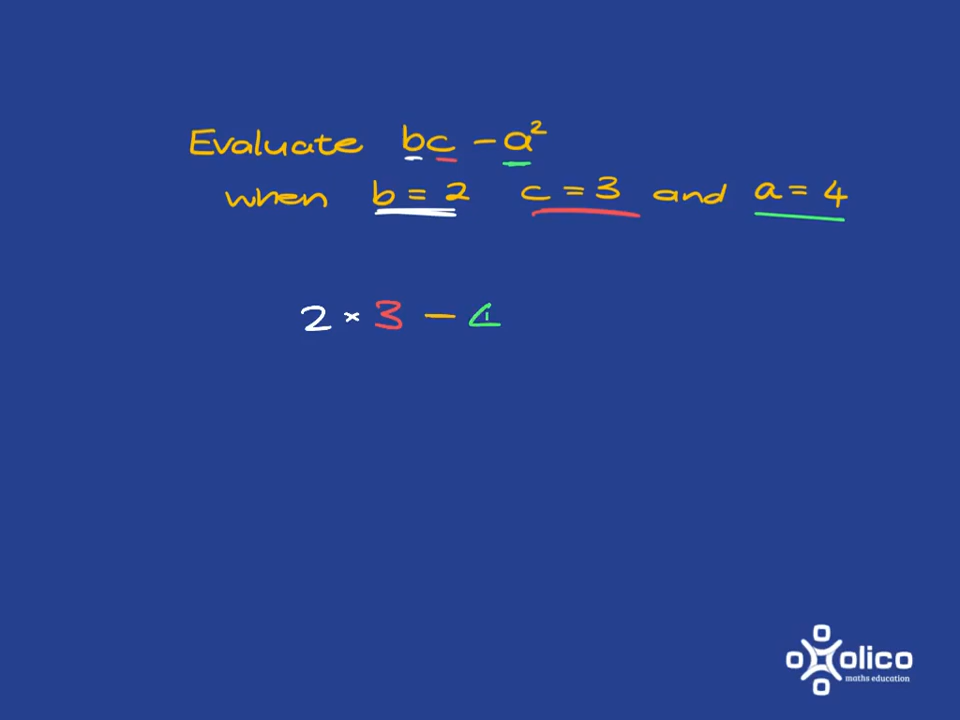 Evaluate bc - a²
when b = 2 c = 3 and a = 4
2 × 3 - 4
olico
maths education